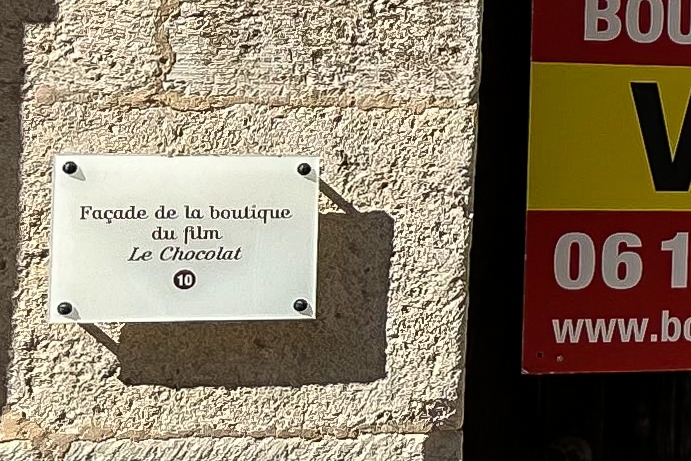 Façade de la boutique
du film
Le Chocolat
10
BOU
V
06 1
www.bo